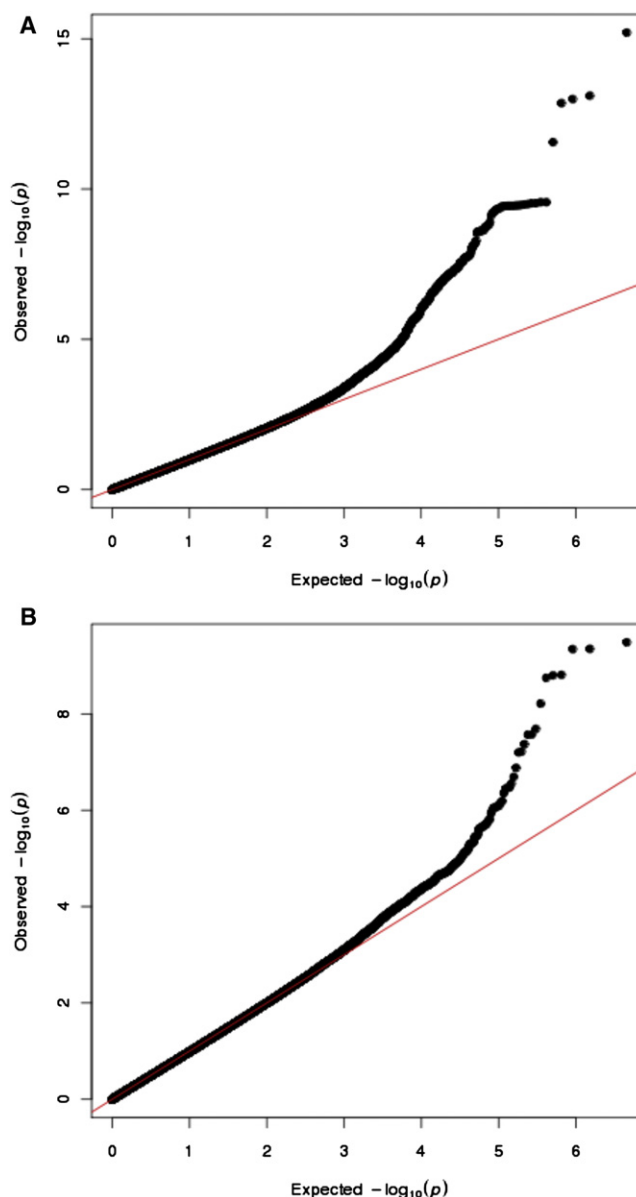 A
15
10
5
0
Observed −log₁₀(p)
0 1 2 3 4 5 6
Expected −log₁₀(p)
B
8
6
4
2
0
Observed −log₁₀(p)
0 1 2 3 4 5 6
Expected −log₁₀(p)